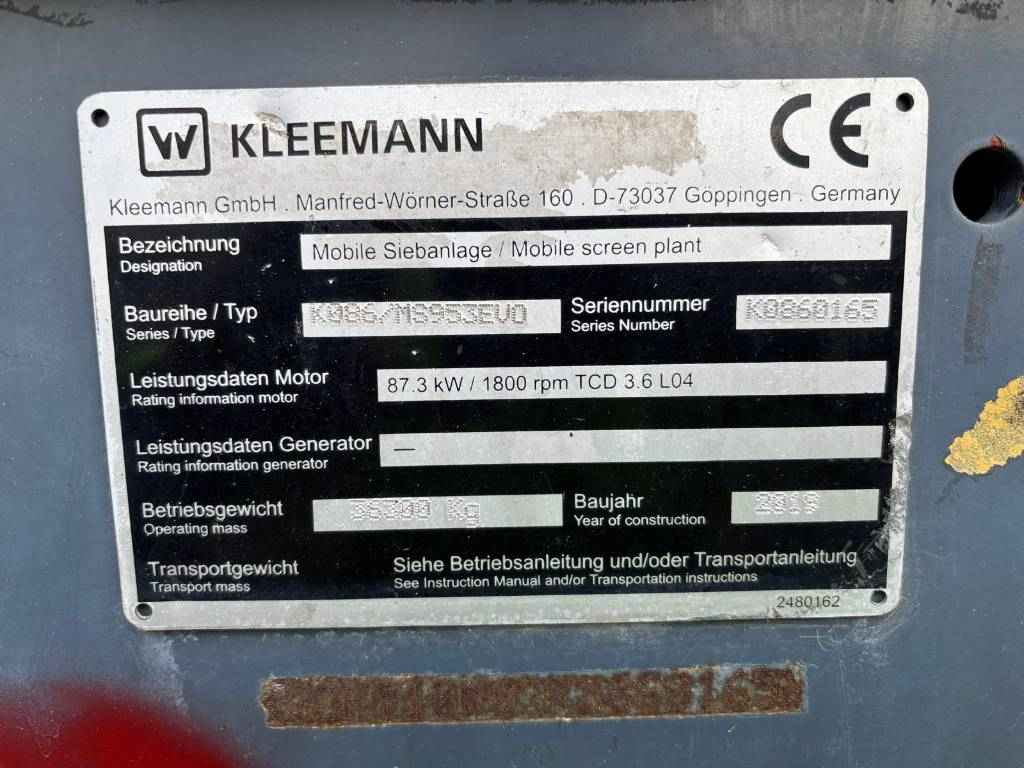 W KLEEMANN CE
Kleemann GmbH . Manfred-Wörner-Straße 160 . D-73037 Göppingen . Germany
Bezeichnung
Designation
Mobile Siebanlage / Mobile screen plant
Baureihe / Typ
Series / Type
K086/MS953EVO
Seriennummer
Series Number
K0860165
Leistungsdaten Motor
Rating information motor
87.3 kW / 1800 rpm TCD 3.6 L04
Leistungsdaten Generator
Rating information generator
—
Betriebsgewicht
Operating mass
36300 Kg
Baujahr
Year of construction
2019
Transportgewicht
Transport mass
Siehe Betriebsanleitung und/oder Transportanleitung
See Instruction Manual and/or Transportation instructions
2480162